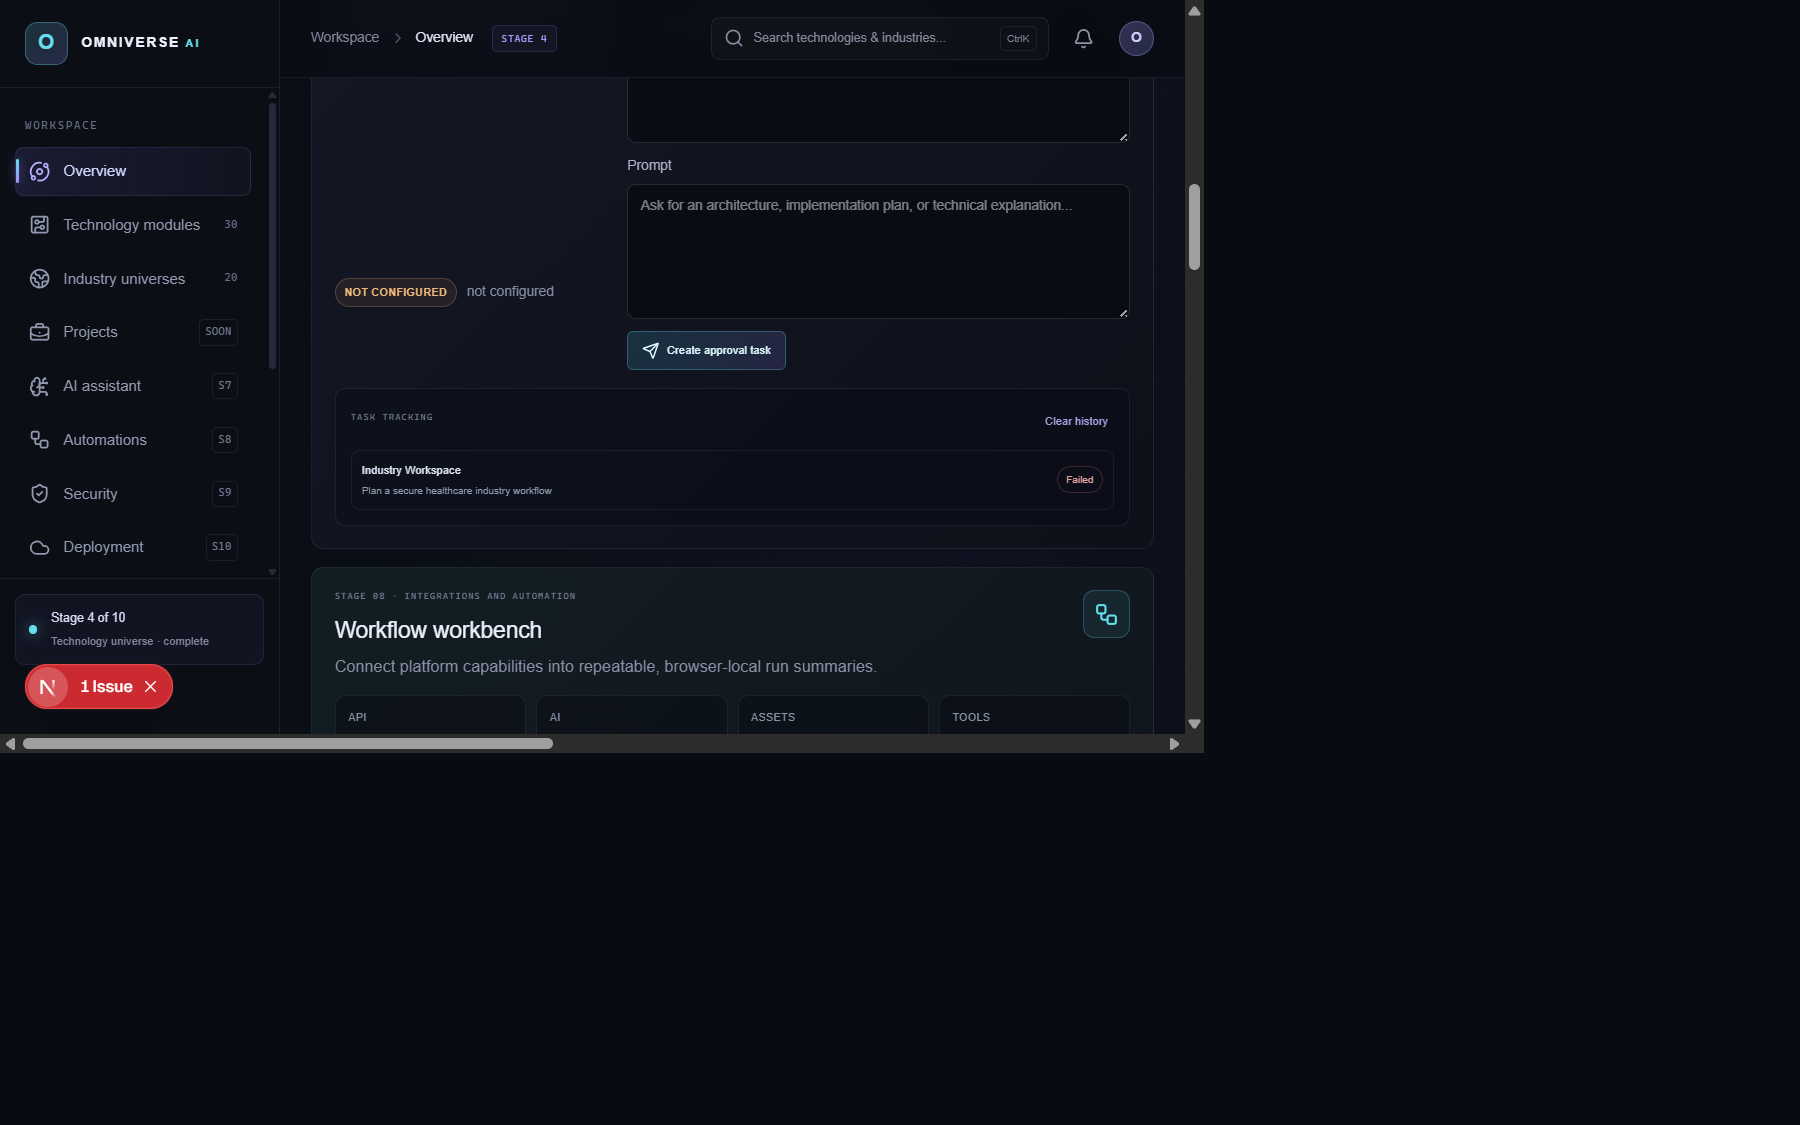 O
OMNIVERSE AI
Workspace
Overview
STAGE 4
Search technologies & industries...
CtrlK
O
WORKSPACE
Overview
Technology modules 30
Industry universes 20
Projects SOON
AI assistant S7
Automations S8
Security S9
Deployment S10
Stage 4 of 10
Technology universe · complete
N 1 Issue
Prompt
Ask for an architecture, implementation plan, or technical explanation...
NOT CONFIGURED not configured
Create approval task
TASK TRACKING
Clear history
Industry Workspace
Plan a secure healthcare industry workflow
Failed
STAGE 08 · INTEGRATIONS AND AUTOMATION
Workflow workbench
Connect platform capabilities into repeatable, browser-local run summaries.
API
AI
ASSETS
TOOLS